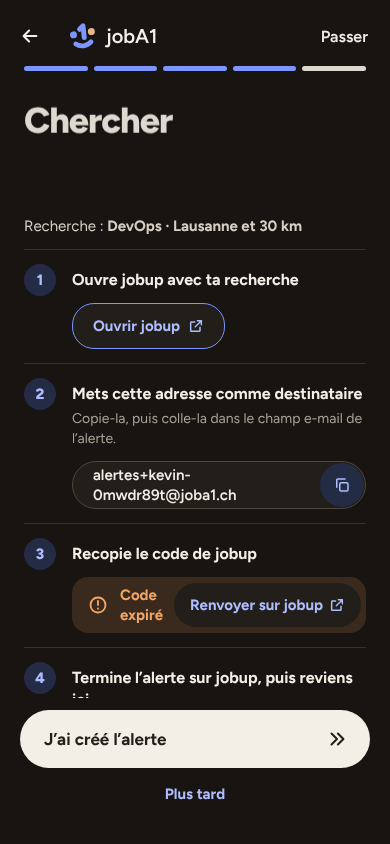 jobA1
Passer
Chercher
Recherche : DevOps · Lausanne et 30 km
1
Ouvre jobup avec ta recherche
Ouvrir jobup
2
Mets cette adresse comme destinataire
Copie-la, puis colle-la dans le champ e-mail de
l’alerte.
alertes+kevin-
0mwdr89t@joba1.ch
3
Recopie le code de jobup
Code
expiré
Renvoyer sur jobup
4
Termine l’alerte sur jobup, puis reviens
J’ai créé l’alerte
Plus tard